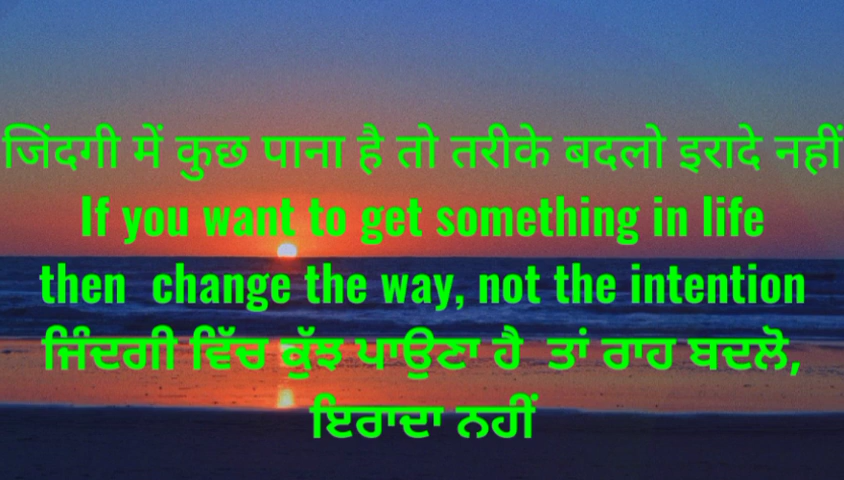 जिंदगी में कुछ पाना है तो तरीके बदलो इरादे नहीं
If you want to get something in life
then change the way, not the intention
ਜਿੰਦਗੀ ਵਿੱਚ ਕੁੱਝ ਪਾਉਣਾ ਹੈ ਤਾਂ ਰਾਹ ਬਦਲੋ,
ਇਰਾਦਾ ਨਹੀਂ